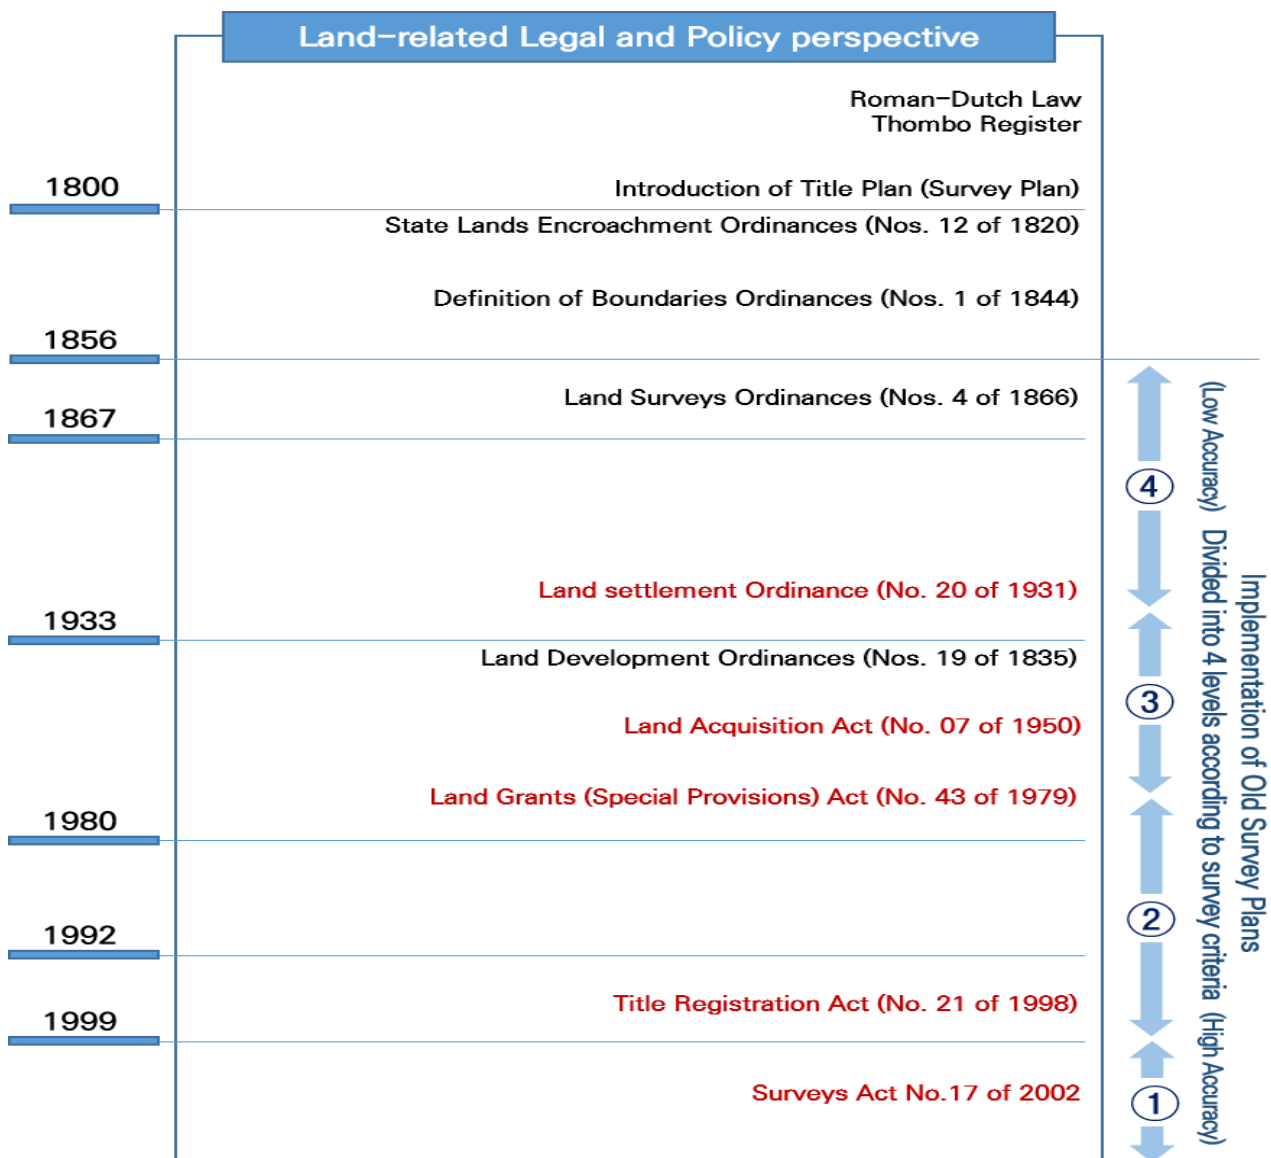 Land-related Legal and Policy perspective
Roman-Dutch Law
Thombo Register
1800
Introduction of Title Plan (Survey Plan)
State Lands Encroachment Ordinances (Nos. 12 of 1820)
Definition of Boundaries Ordinances (Nos. 1 of 1844)
1856
Land Surveys Ordinances (Nos. 4 of 1866)
1867
Land settlement Ordinance (No. 20 of 1931)
1933
Land Development Ordinances (Nos. 19 of 1835)
Land Acquisition Act (No. 07 of 1950)
Land Grants (Special Provisions) Act (No. 43 of 1979)
1980
1992
Title Registration Act (No. 21 of 1998)
1999
Surveys Act No.17 of 2002
4
3
2
1
Implementation of Old Survey Plans
(Low Accuracy) Divided into 4 levels according to survey criteria (High Accuracy)